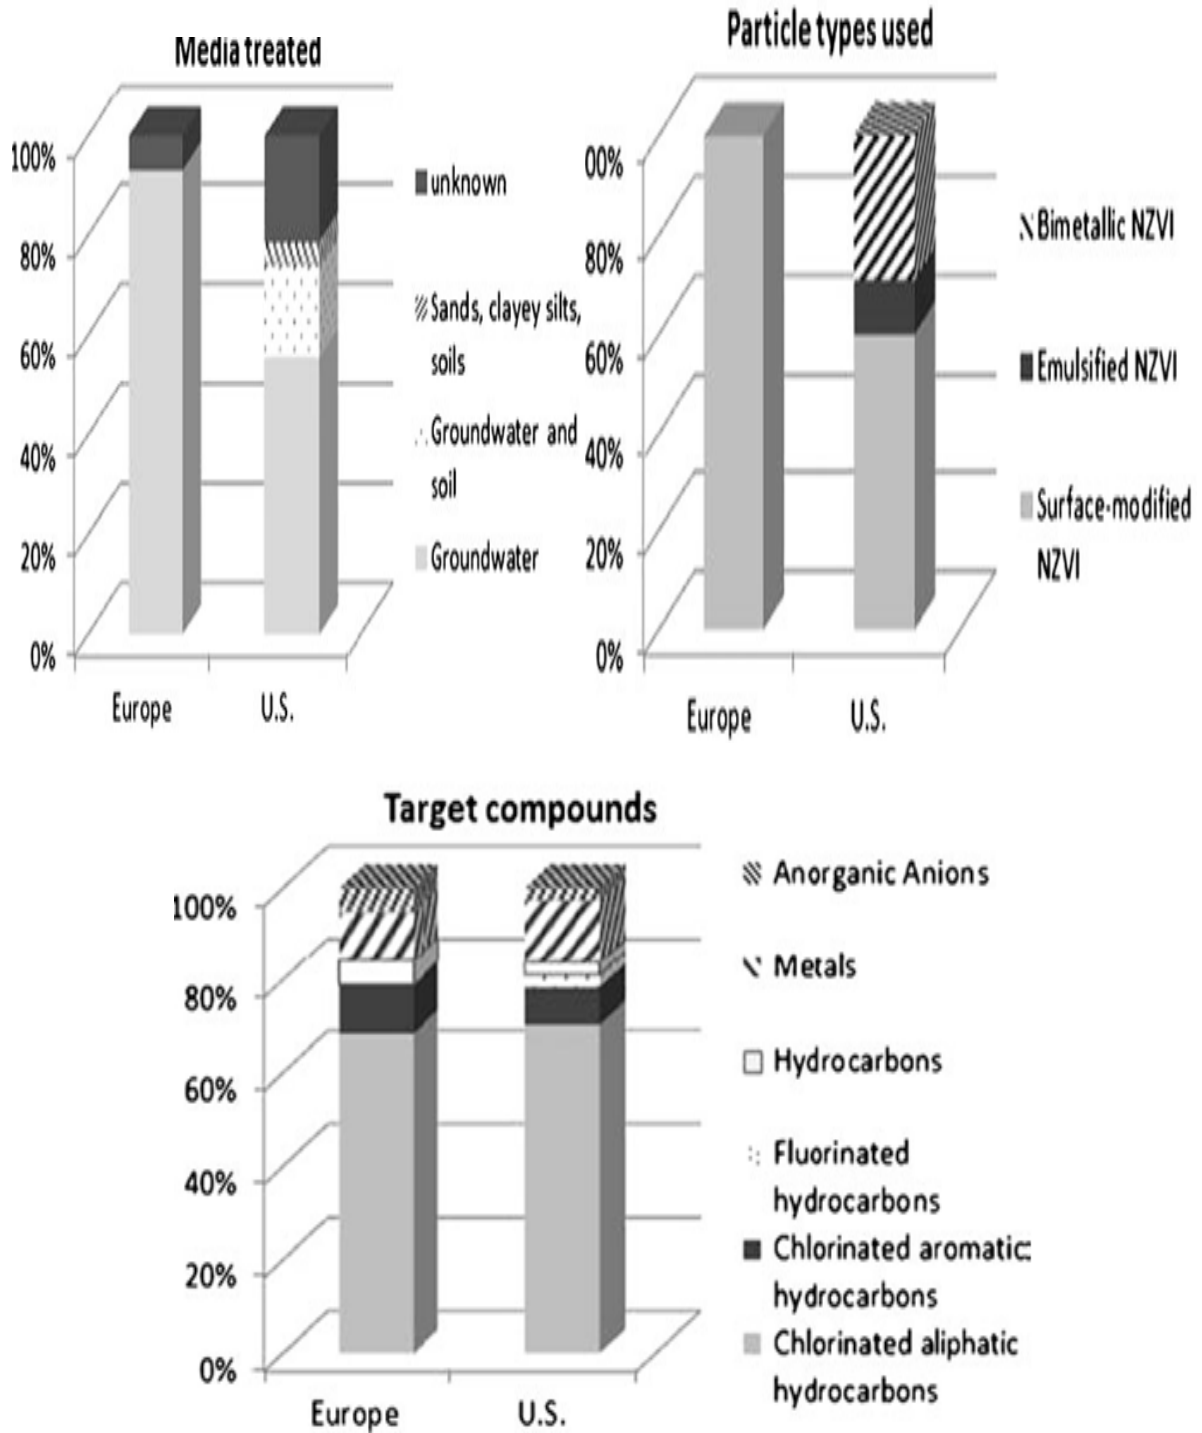 Media treated
100%
80%
60%
40%
20%
0%
Europe
U.S.
unknown
Sands, clayey silts,
soils
Groundwater and
soil
Groundwater
Particle types used
00%
80%
60%
40%
20%
0%
Europe
U.S.
Bimetallic NZVI
Emulsified NZVI
Surface-modified
NZVI
Target compounds
100%
80%
60%
40%
20%
0%
Europe
U.S.
Anorganic Anions
Metals
Hydrocarbons
Fluorinated
hydrocarbons
Chlorinated aromatic
hydrocarbons
Chlorinated aliphatic
hydrocarbons